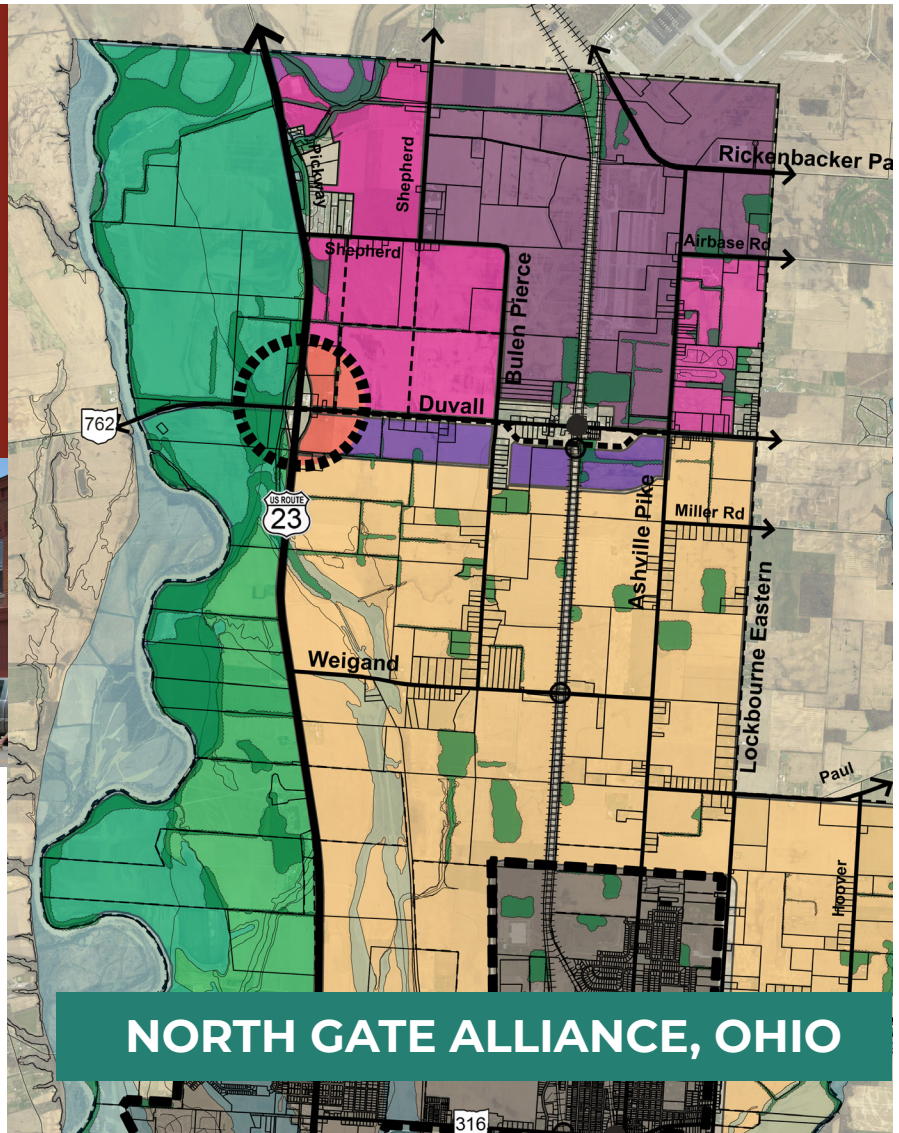 Rickenbacker Pa
Pickway
Shepherd
Airbase Rd
Shepherd
Bulen Pierce
Duvall
762
US ROUTE
23
Ashville Pike
Miller Rd
Lockbourne Eastern
Weigand
Paul
Hoover
NORTH GATE ALLIANCE, OHIO
316